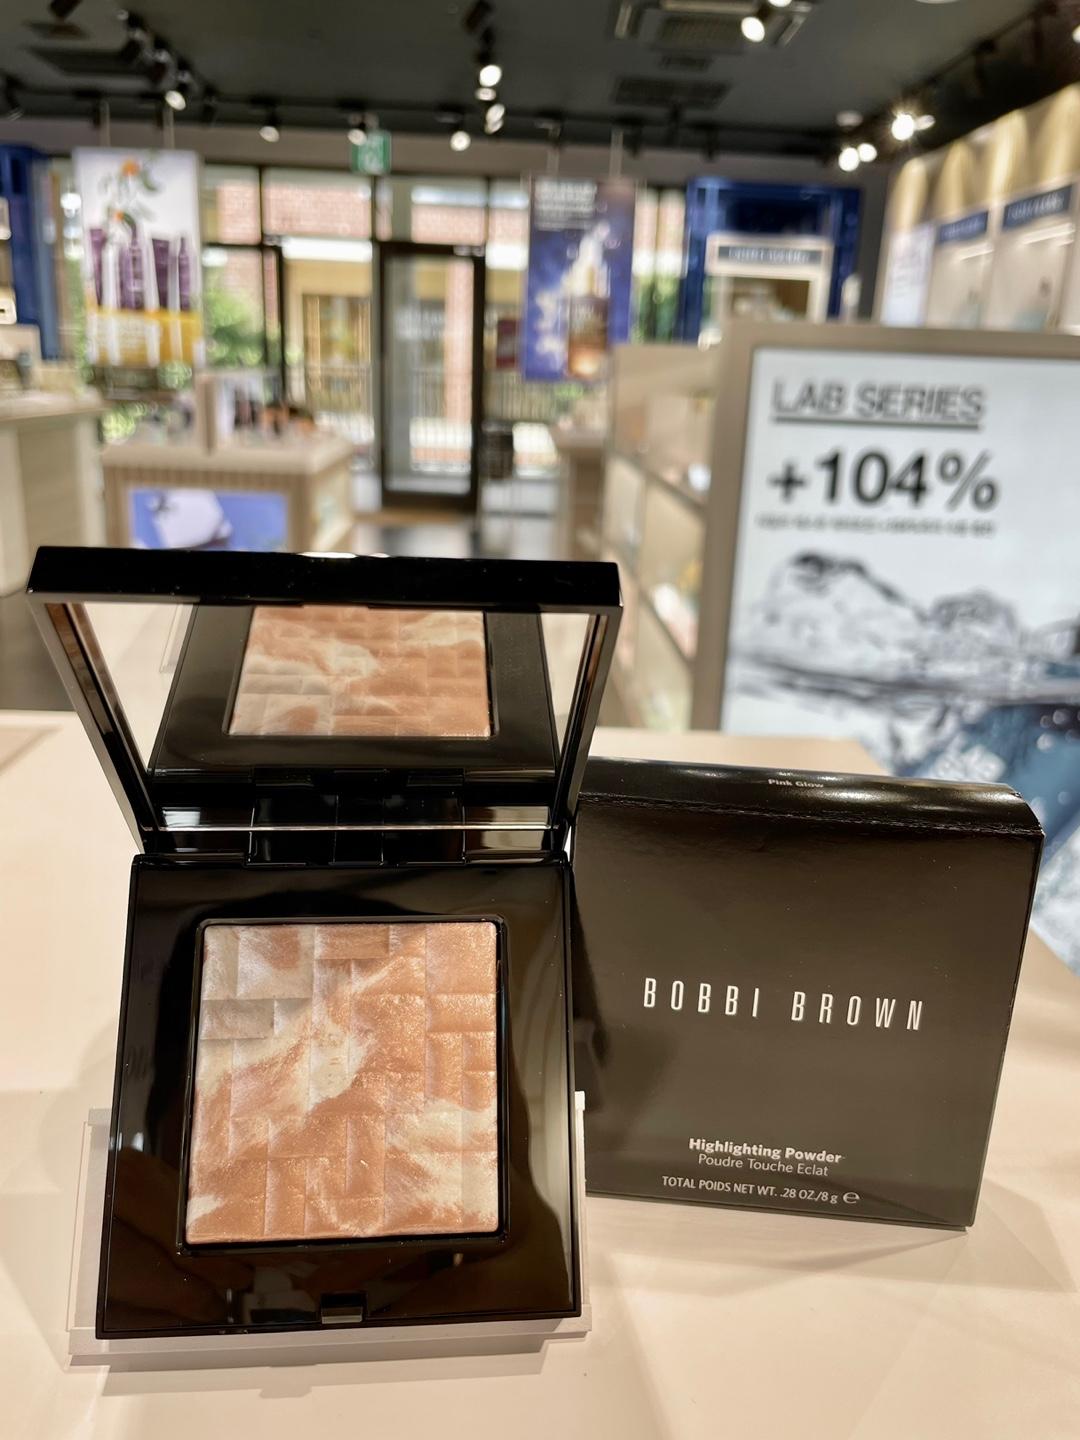 LAB SERIES
+104%
Pink Glow
BOBBI BROWN
Highlighting Powder
Poudre Touche Eclat
TOTAL POIDS NET WT. .28 OZ./8 g ℮